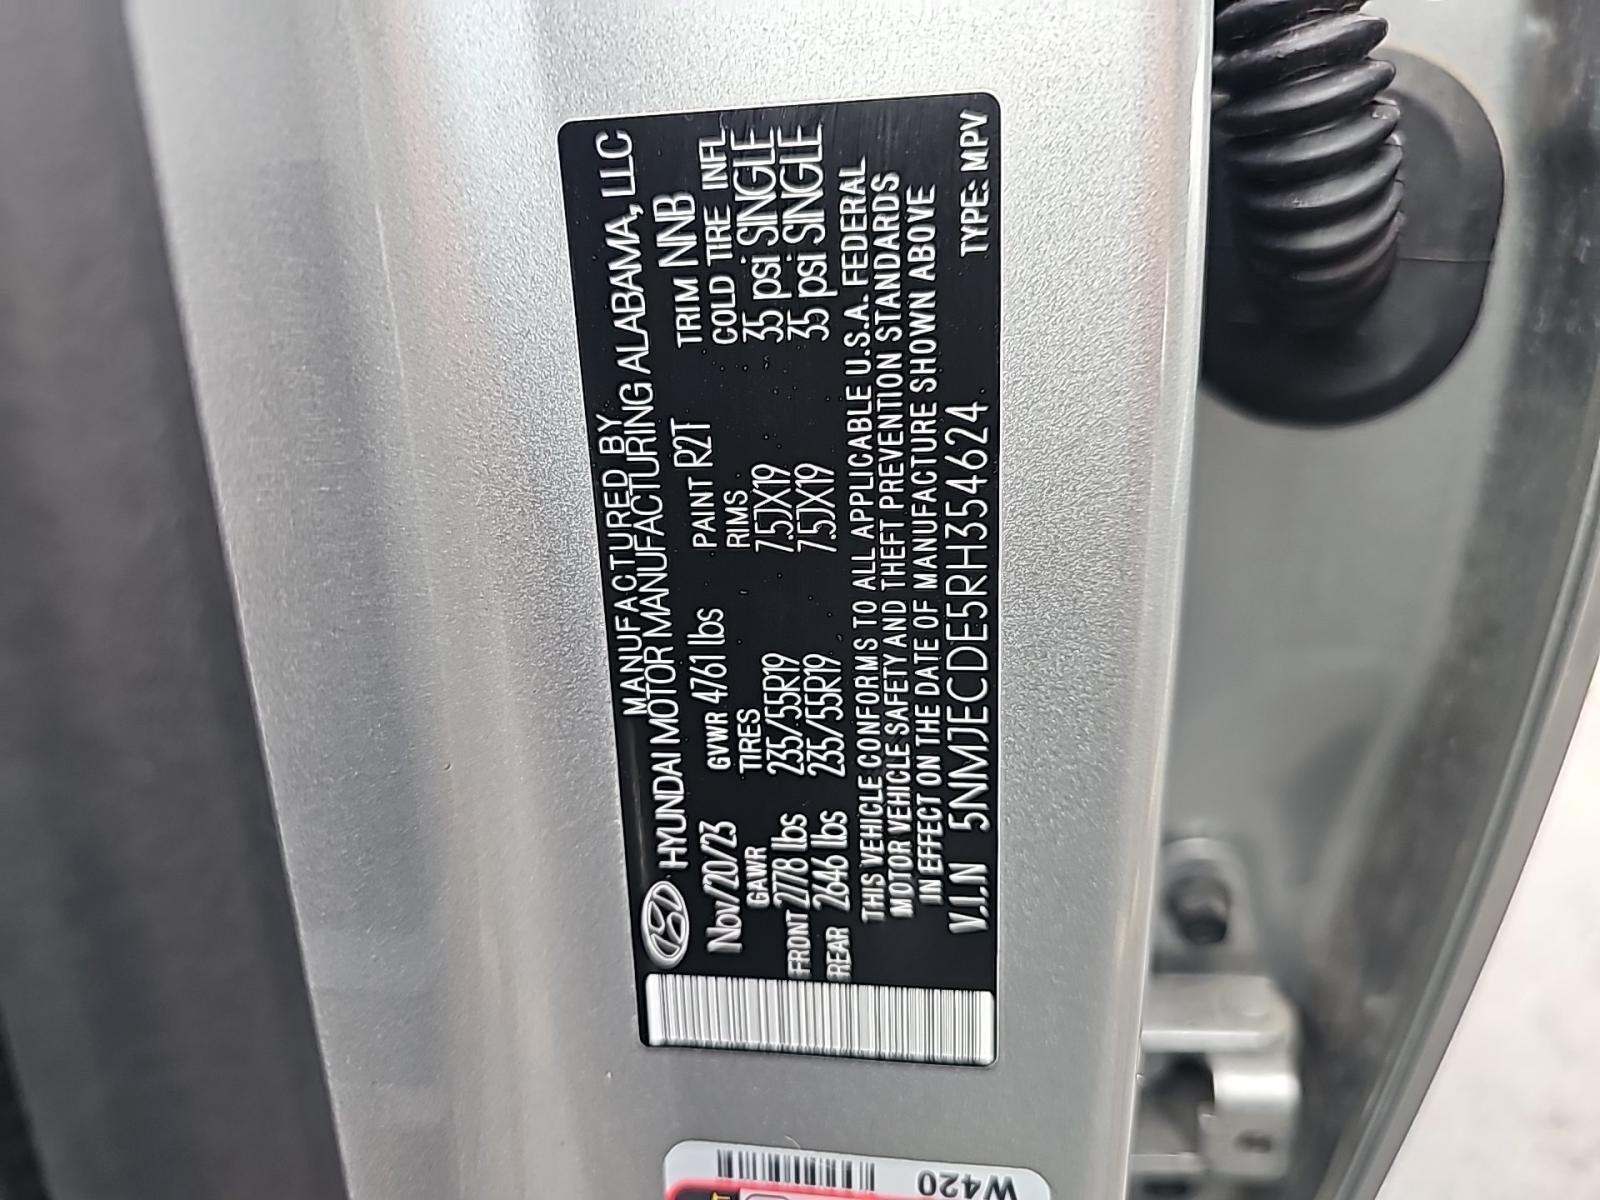 MANUFACTURED BY
HYUNDAI MOTOR MANUFACTURING ALABAMA, LLC
Nov/20/23 GVWR 4761 lbs PAINT R2T TRIM NNB
GAWR TIRES RIMS COLD TIRE INFL
FRONT 2778 lbs 235/55R19 7.5JX19 35 psi SINGLE
REAR 2646 lbs 235/55R19 7.5JX19 35 psi SINGLE
THIS VEHICLE CONFORMS TO ALL APPLICABLE U.S.A. FEDERAL
MOTOR VEHICLE SAFETY AND THEFT PREVENTION STANDARDS
IN EFFECT ON THE DATE OF MANUFACTURE SHOWN ABOVE
V.I.N 5NMJECDE5RH354624 TYPE: MPV
W420